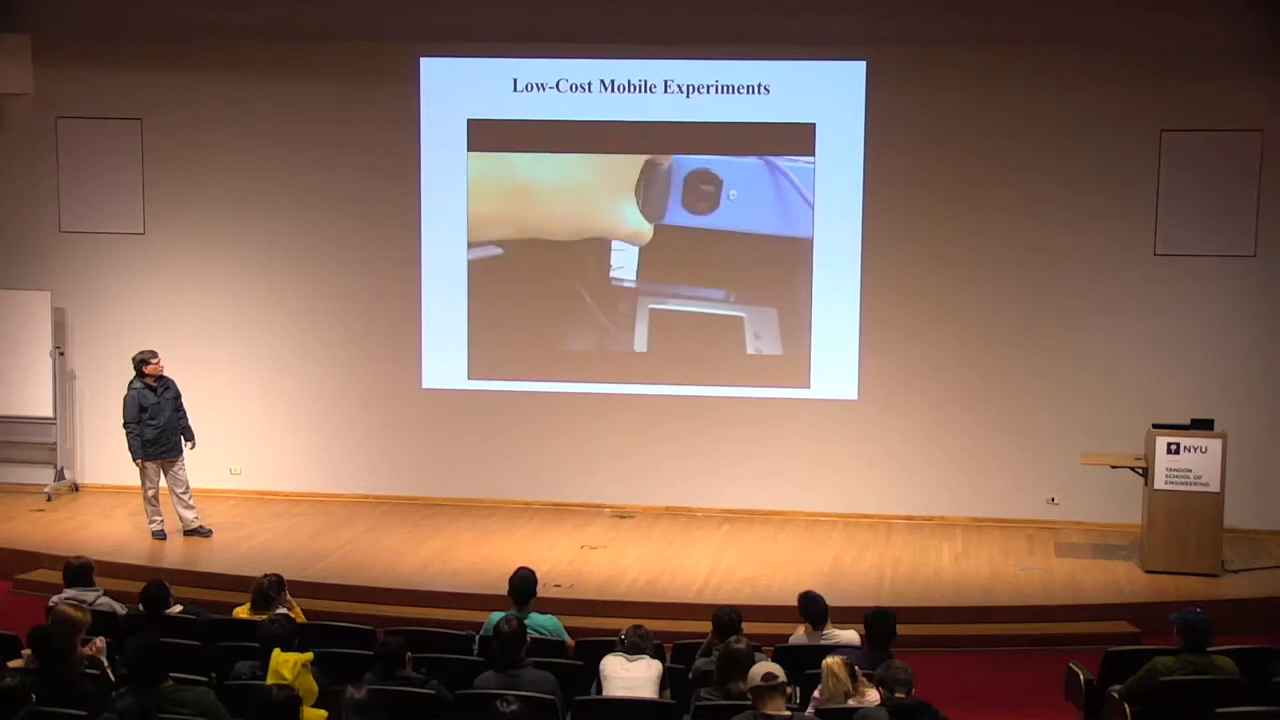 Low-Cost Mobile Experiments
NYU
TANDON
SCHOOL OF
ENGINEERING